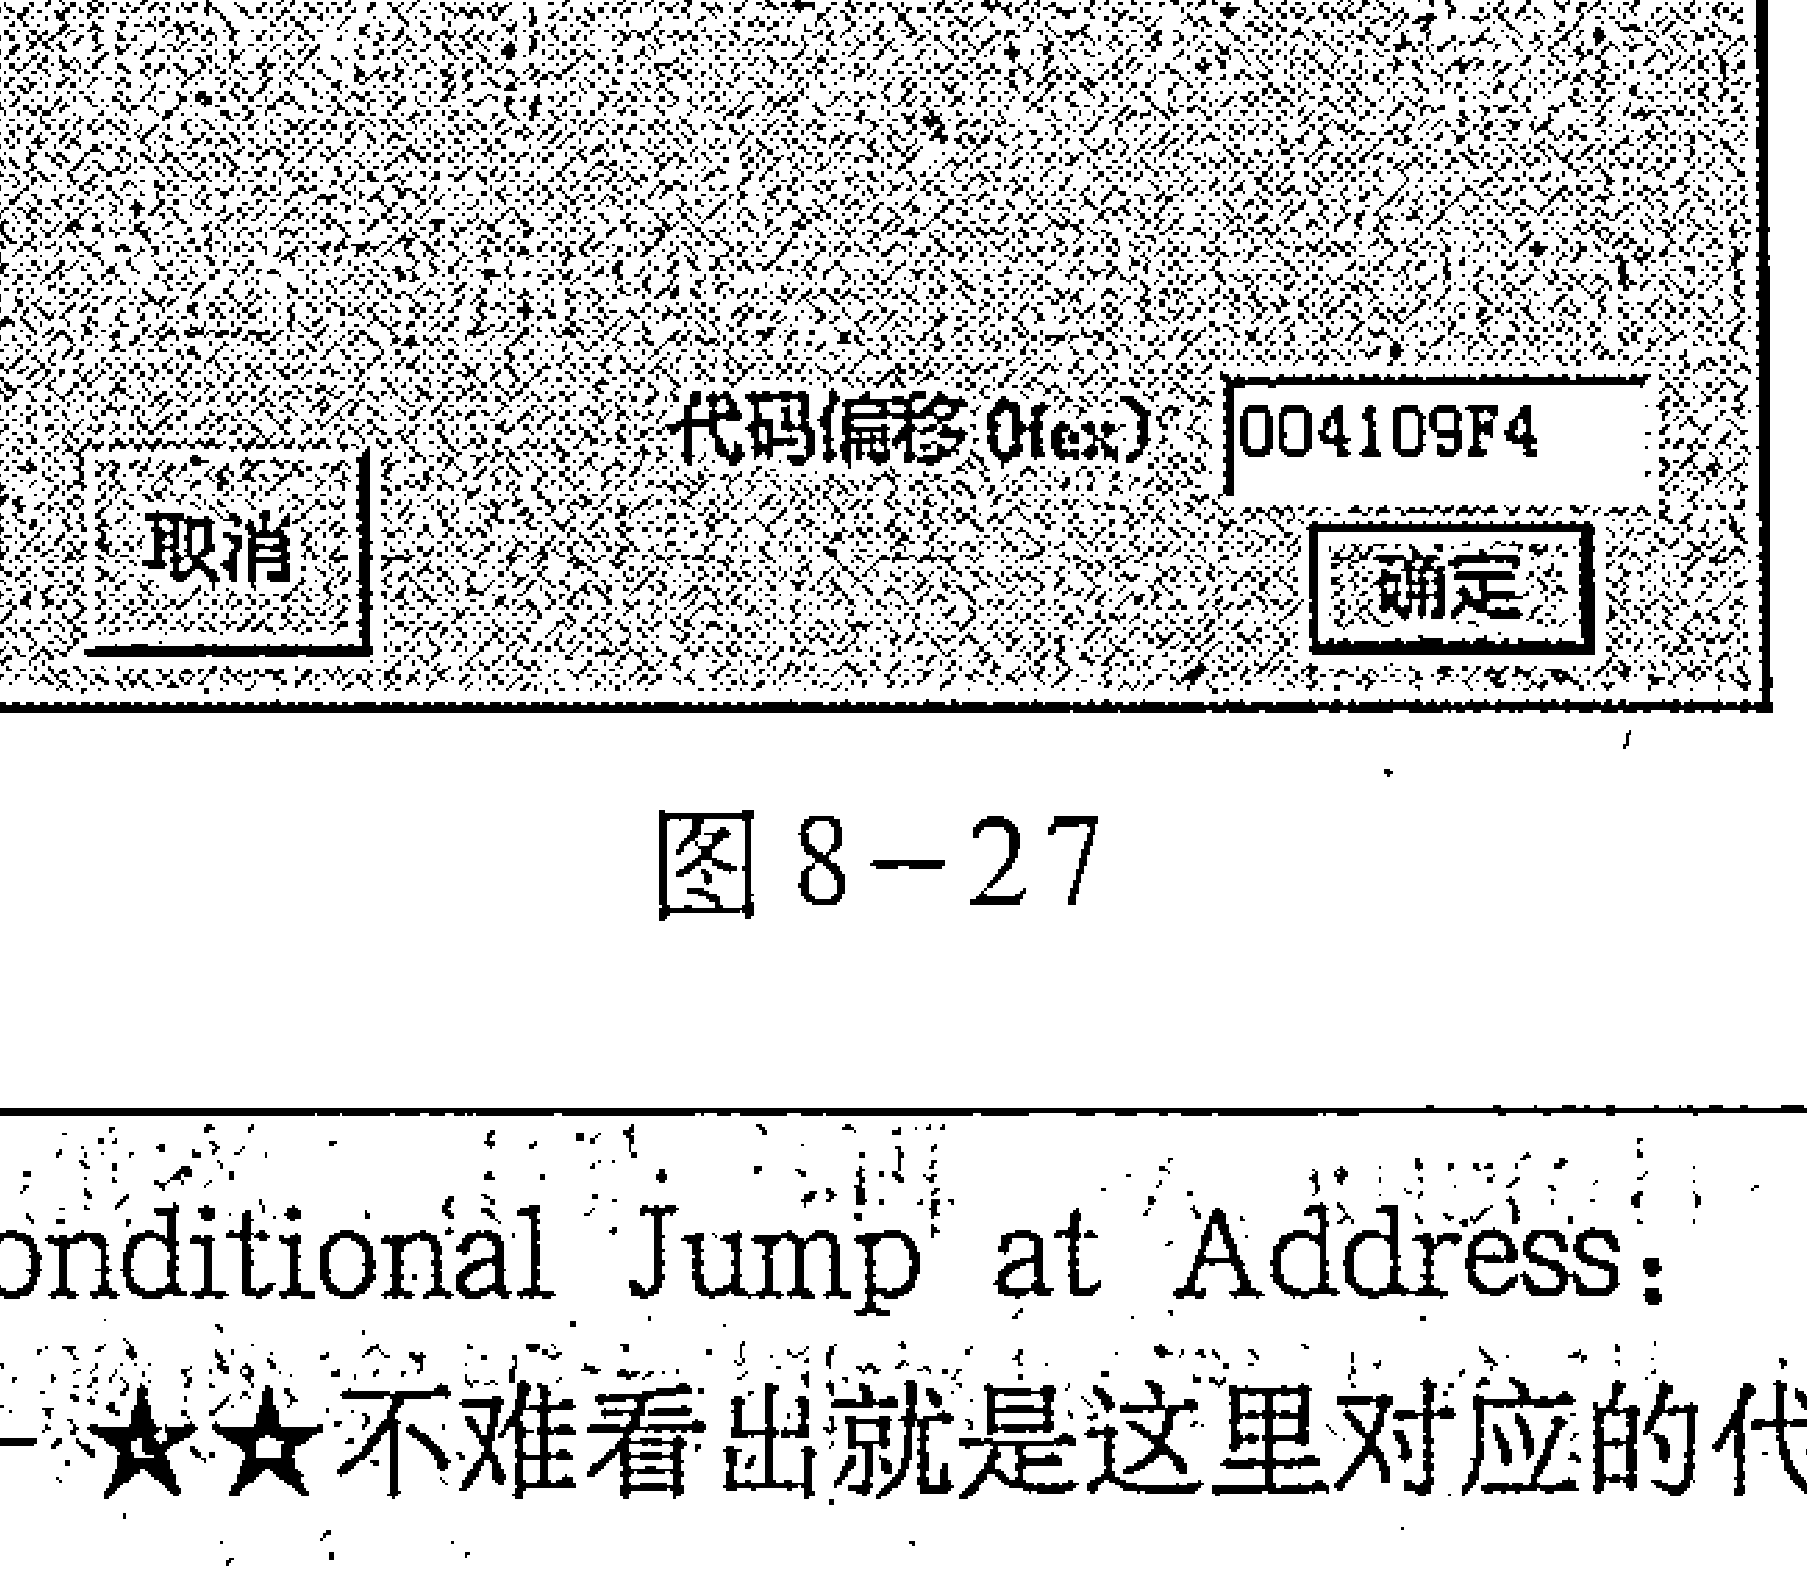 代码偏移(Hex) 004109F4
取消 确定
图 8-27
onditional Jump at Address:
★★不难看出就是这里对应的代